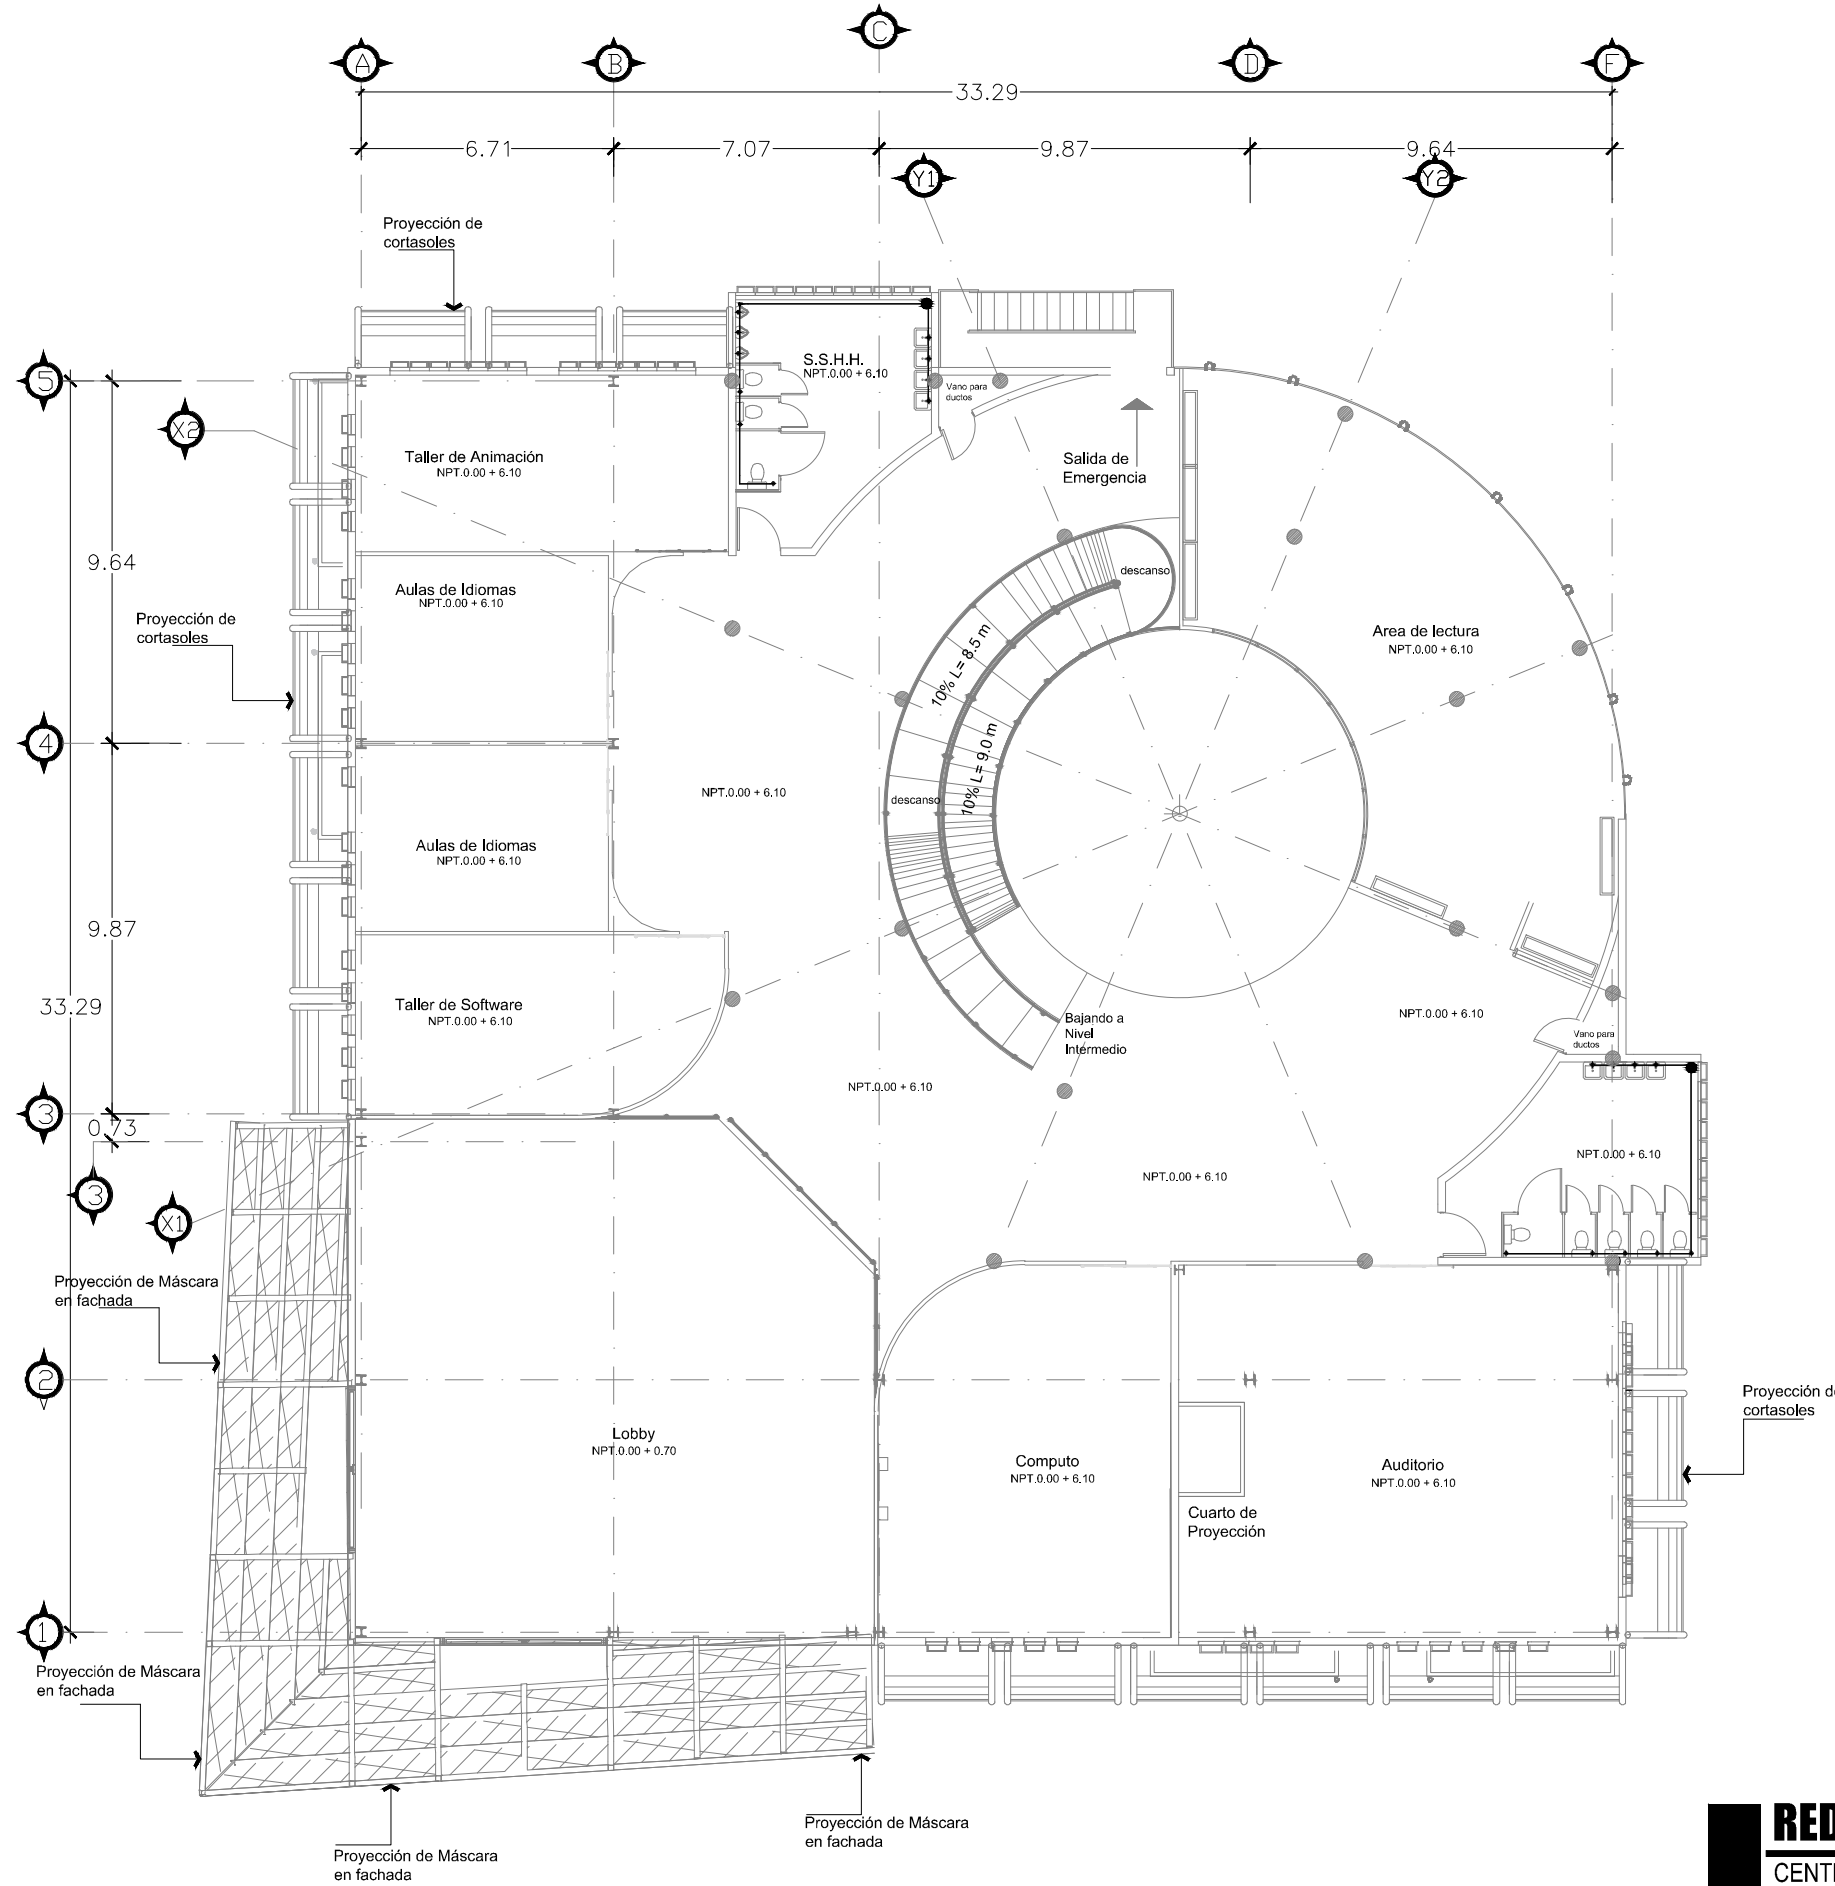 C
A
B
D
F
33.29
6.71
7.07
9.87
9.64
Y1
Y2
Proyección de
cortasoles
5
X2
S.S.H.H.
NPT.0.00 + 6.10
Vano para
ductos
Taller de Animación
NPT.0.00 + 6.10
Salida de
Emergencia
9.64
Aulas de Idiomas
NPT.0.00 + 6.10
descanso
Proyección de
cortasoles
10% L= 8.5 m
Area de lectura
NPT.0.00 + 6.10
4
10% L= 9.0 m
NPT.0.00 + 6.10
descanso
Aulas de Idiomas
NPT.0.00 + 6.10
9.87
33.29
Taller de Software
NPT.0.00 + 6.10
Bajando a
Nivel
Intermedio
NPT.0.00 + 6.10
Vano para
ductos
NPT.0.00 + 6.10
3
0.73
3
X1
NPT.0.00 + 6.10
NPT.0.00 + 6.10
Proyección de Máscara
en fachada
2
Proyección de
cortasoles
Lobby
NPT.0.00 + 0.70
Computo
NPT.0.00 + 6.10
Auditorio
NPT.0.00 + 6.10
Cuarto de
Proyección
1
Proyección de Máscara
en fachada
Proyección de Máscara
en fachada
Proyección de Máscara
en fachada
RED
CENT